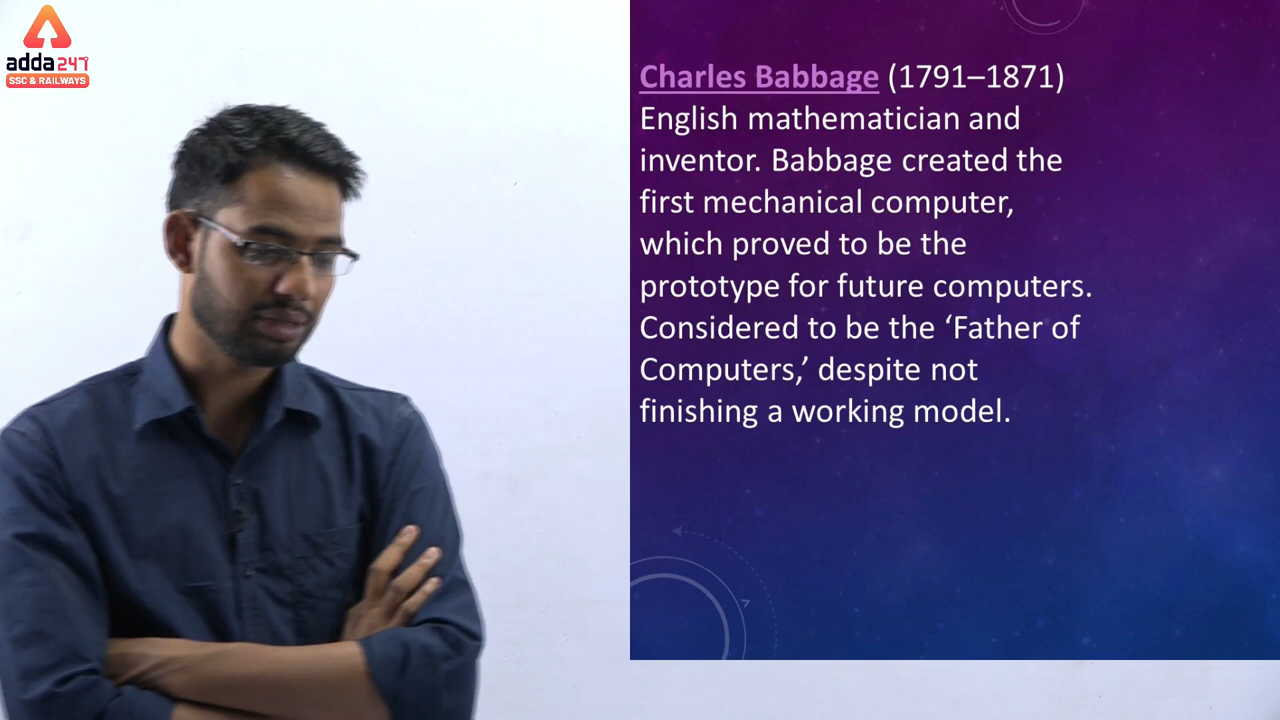 adda247
SSC & RAILWAYS
Charles Babbage (1791–1871)
English mathematician and
inventor. Babbage created the
first mechanical computer,
which proved to be the
prototype for future computers.
Considered to be the ‘Father of
Computers,’ despite not
finishing a working model.